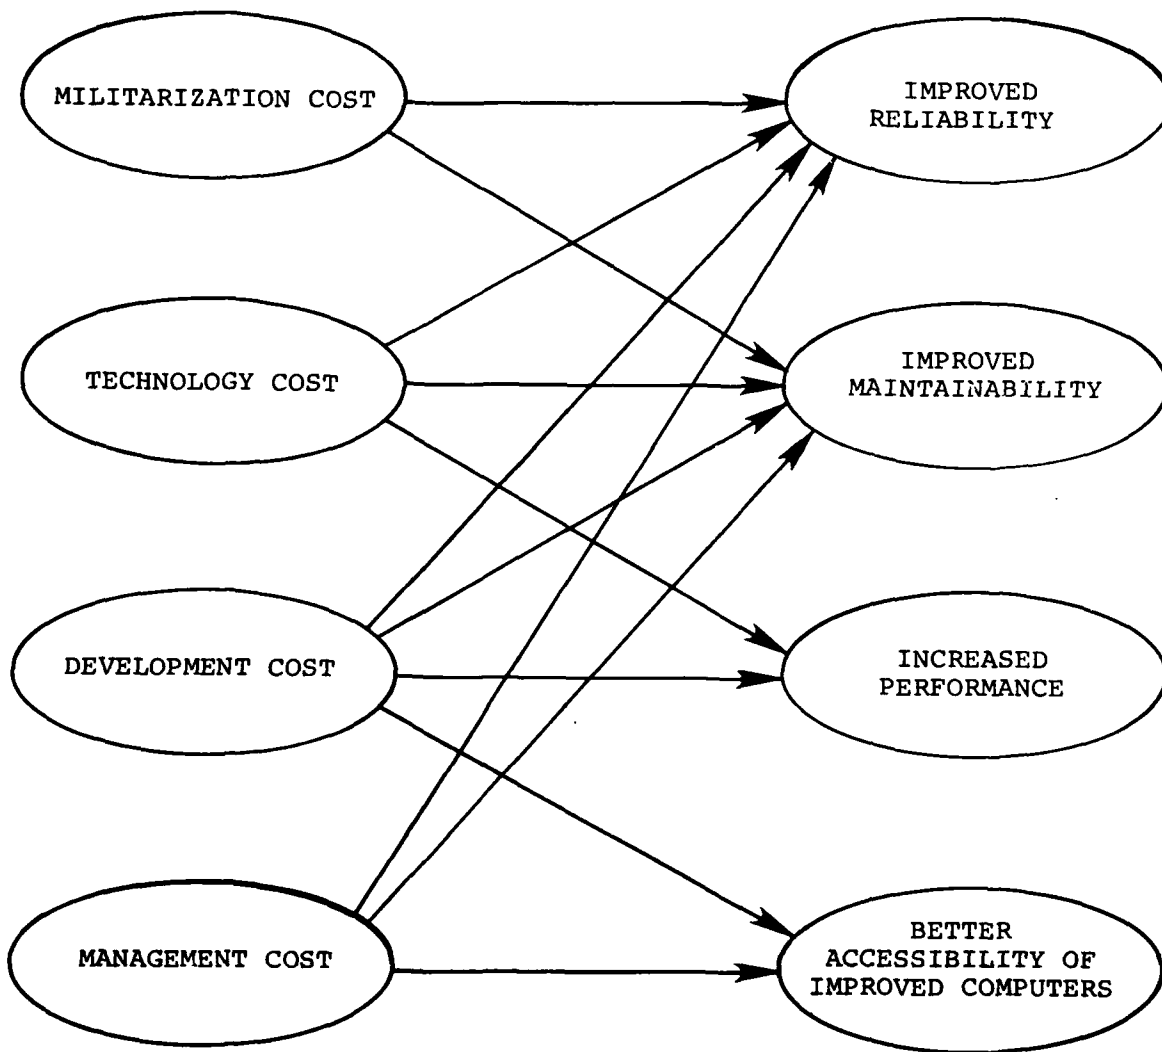 MILITARIZATION COST
IMPROVED
RELIABILITY
TECHNOLOGY COST
IMPROVED
MAINTAINABILITY
DEVELOPMENT COST
INCREASED
PERFORMANCE
MANAGEMENT COST
BETTER
ACCESSIBILITY OF
IMPROVED COMPUTERS